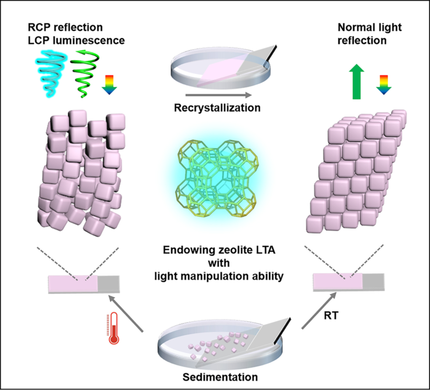 RCP reflection
LCP luminescence
Recrystallization
Normal light
reflection
Endowing zeolite LTA
with
light manipulation ability
RT
Sedimentation